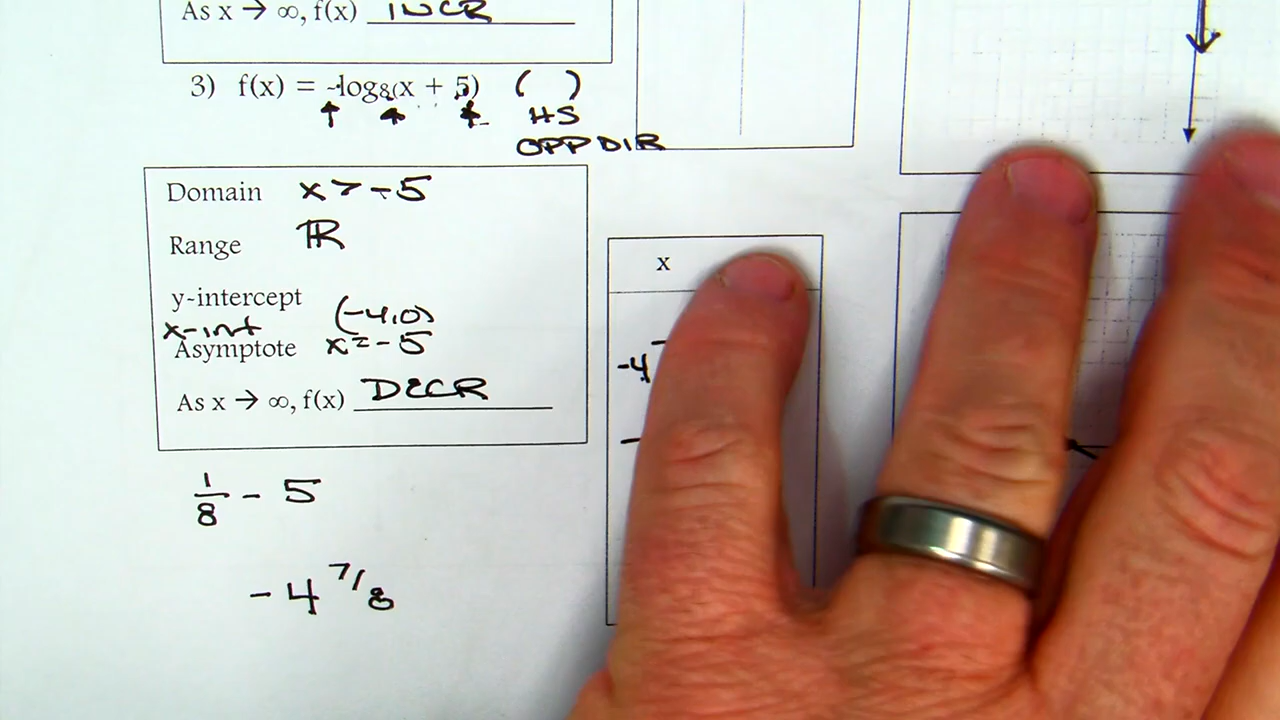 As x → ∞, f(x) INCR
3) f(x) = -log₈(x + 5) ( )
HS
OPP DIR
Domain x > -5
Range ℝ
y-intercept
x-int (-4,0)
Asymptote x = -5
As x → ∞, f(x) DECR
x
-4
1/8 - 5
-4 7/8